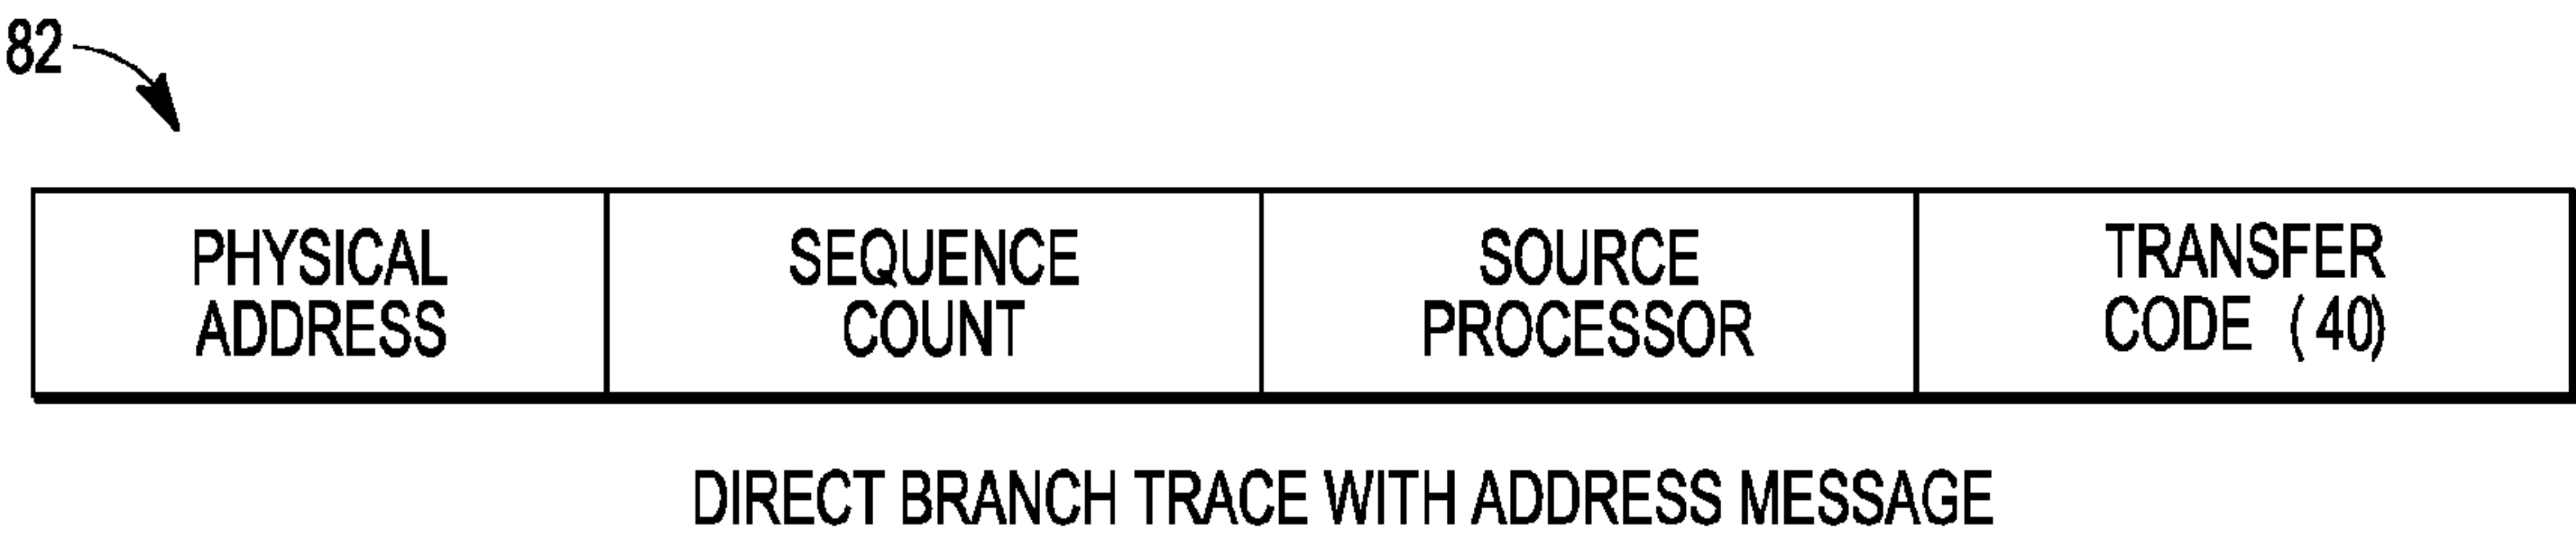 82
PHYSICAL
ADDRESS
SEQUENCE
COUNT
SOURCE
PROCESSOR
TRANSFER
CODE (40)
DIRECT BRANCH TRACE WITH ADDRESS MESSAGE